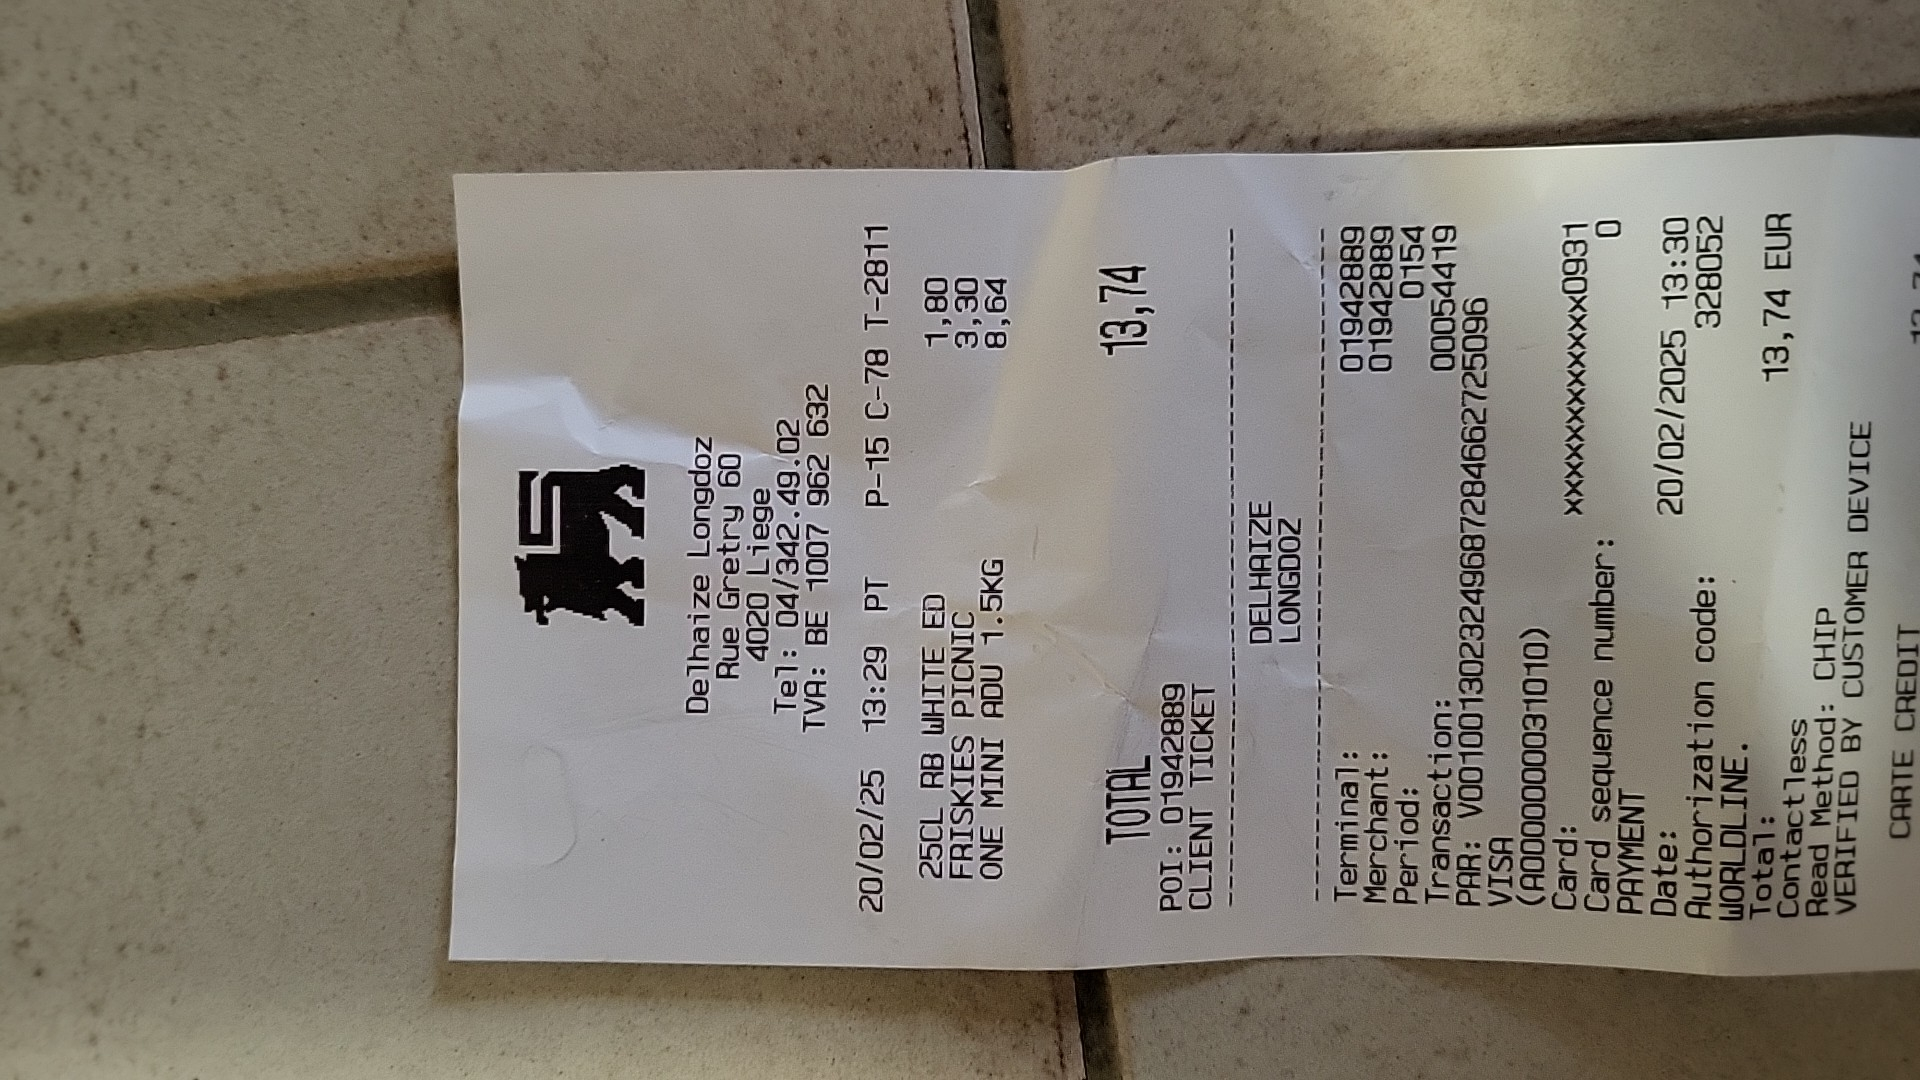 Delhaize Longdoz
Rue Gretry 60
4020 Liege
Tel: 04/342.49.02
TVA: BE 1007 962 632
20/02/25 13:29 PT P-15 C-78 T-2811
25CL RB WHITE ED 1,80
FRISKIES PICNIC 3,30
ONE MINI ADU 1.5KG 8,64
TOTAL 13,74
POI: 01942889
CLIENT TICKET
--------------------------------
DELHAIZE
LONGDOZ
--------------------------------
Terminal: 01942889
Merchant: 01942889
Period: 0154
Transaction: 000544419
PAR: V0010013023249687284662725096
VISA
(A0000000031010)
Card: xxxxxxxxxxxxxxx0931
Card sequence number: 0
PAYMENT
Date: 20/02/2025 13:30
Authorization code: 328052
WORLDLINE.
Total: 13,74 EUR
Contactless
Read Method: CHIP
VERIFIED BY CUSTOMER DEVICE
CARTE CREDIT 13,74